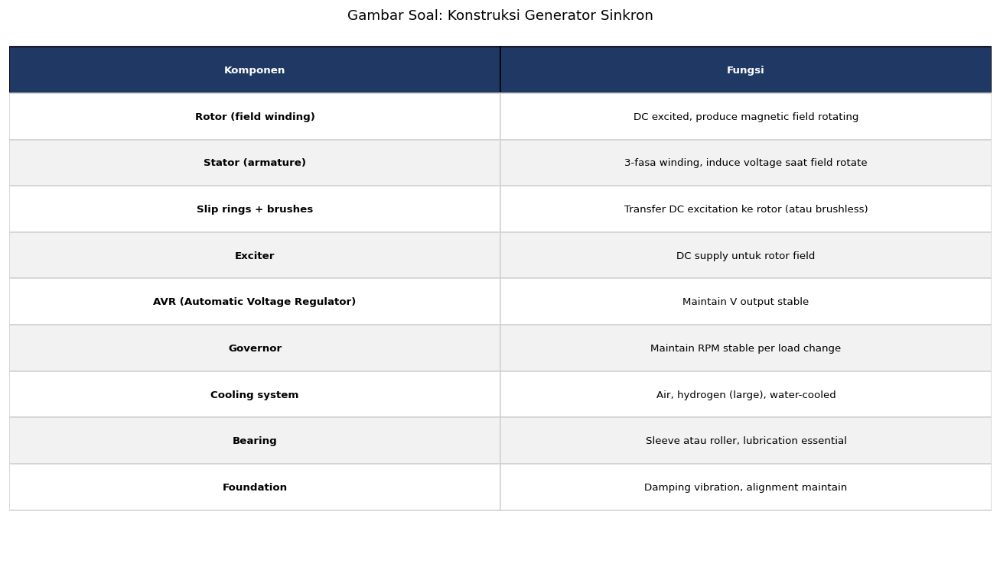 Gambar Soal: Konstruksi Generator Sinkron
Komponen Fungsi
Rotor (field winding) DC excited, produce magnetic field rotating
Stator (armature) 3-fasa winding, induce voltage saat field rotate
Slip rings + brushes Transfer DC excitation ke rotor (atau brushless)
Exciter DC supply untuk rotor field
AVR (Automatic Voltage Regulator) Maintain V output stable
Governor Maintain RPM stable per load change
Cooling system Air, hydrogen (large), water-cooled
Bearing Sleeve atau roller, lubrication essential
Foundation Damping vibration, alignment maintain